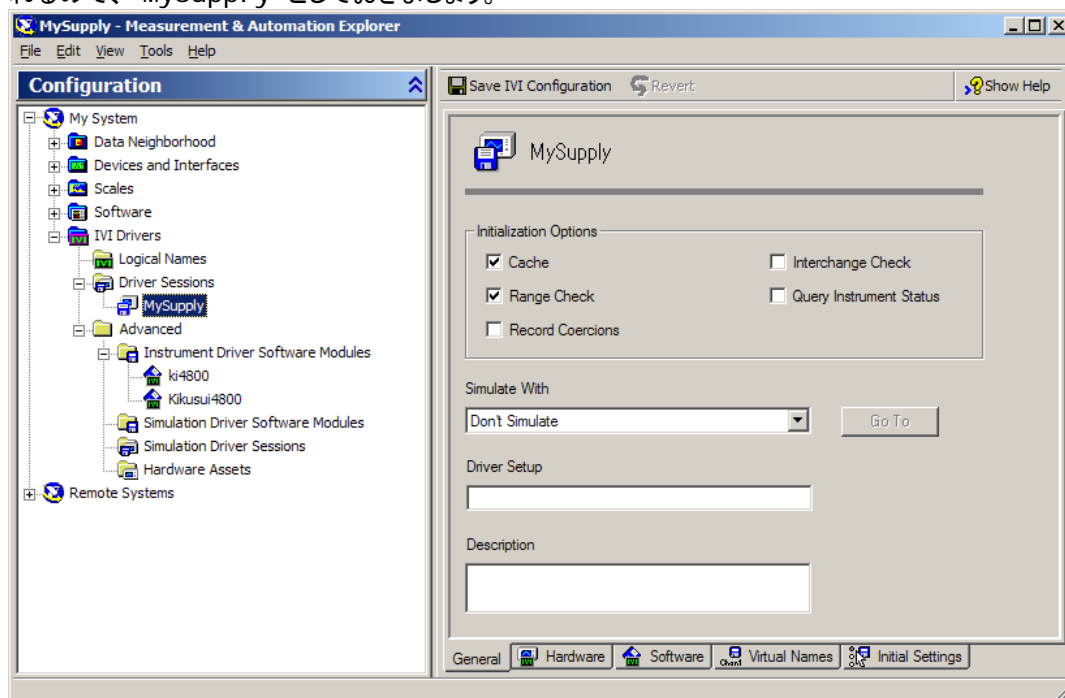 MySupply - Measurement & Automation Explorer
File Edit View Tools Help
Configuration
Save IVI Configuration Revert Show Help
My System
Data Neighborhood
Devices and Interfaces
Scales
Software
IVI Drivers
Logical Names
Driver Sessions
MySupply
Advanced
Instrument Driver Software Modules
ki4800
Kikusui4800
Simulation Driver Software Modules
Simulation Driver Sessions
Hardware Assets
Remote Systems
MySupply
Initialization Options
Cache
Interchange Check
Range Check
Query Instrument Status
Record Coercions
Simulate With
Don't Simulate
Go To
Driver Setup
Description
General Hardware Software Virtual Names Initial Settings